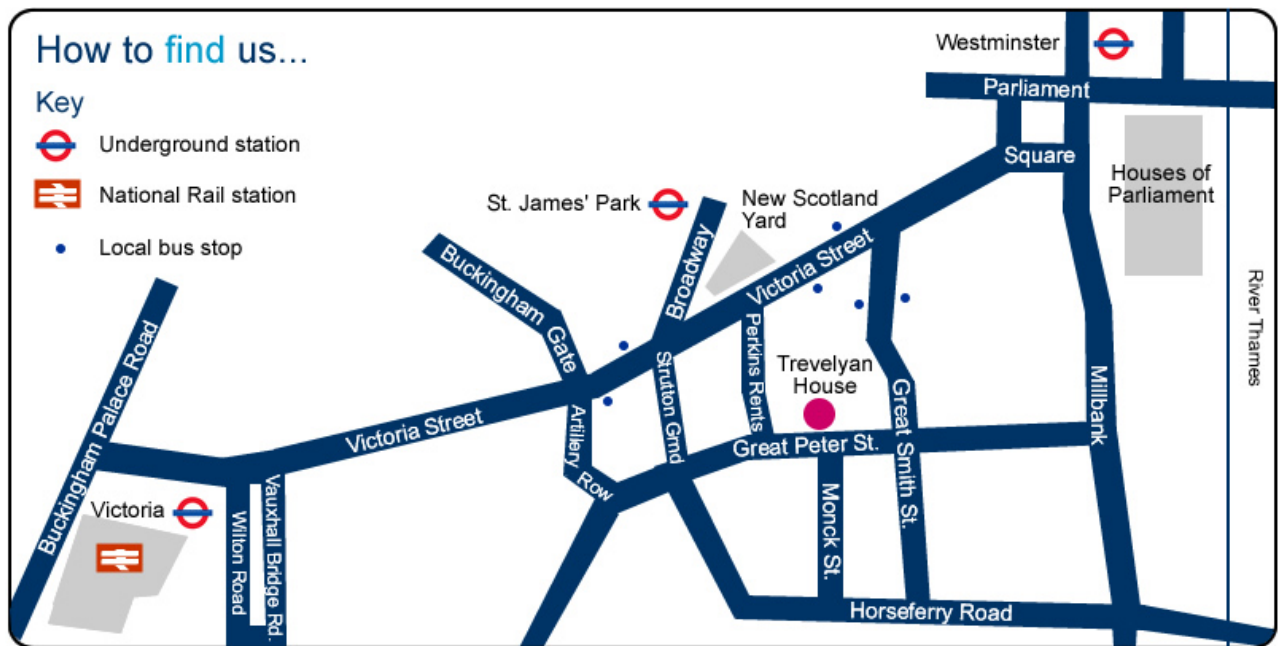 How to find us...
Key
Underground station
National Rail station
Local bus stop
Westminster
Parliament
Square
Houses of
Parliament
St. James' Park
New Scotland
Yard
Broadway
Victoria Street
Buckingham
Gate
River Thames
Buckingham Palace Road
Strutton Grnd
Perkins Rents
Trevelyan
House
Millbank
Great Smith St.
Victoria Street
Artillery
Row
Great Peter St.
Victoria
Wilton Road
Vauxhall Bridge Rd.
Monck St.
Horseferry Road